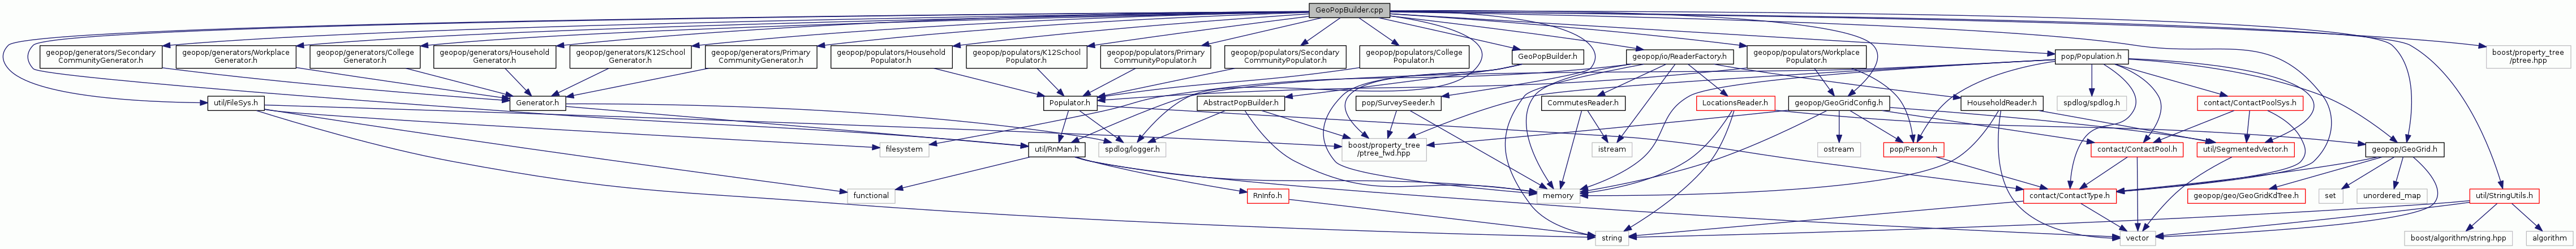 GeoPopBuilder.cpp
geopop/generators/Secondary
CommunityGenerator.h
geopop/generators/Workplace
Generator.h
geopop/generators/College
Generator.h
geopop/generators/Household
Generator.h
geopop/generators/K12School
Generator.h
geopop/generators/Primary
CommunityGenerator.h
geopop/populators/Household
Populator.h
geopop/populators/K12School
Populator.h
geopop/populators/Primary
CommunityPopulator.h
geopop/populators/Secondary
CommunityPopulator.h
geopop/populators/College
Populator.h
GeoPopBuilder.h
geopop/io/ReaderFactory.h
geopop/populators/Workplace
Populator.h
pop/Population.h
boost/property_tree
/ptree.hpp
util/FileSys.h
Generator.h
Populator.h
AbstractPopBuilder.h
pop/SurveySeeder.h
CommutesReader.h
LocationsReader.h
geopop/GeoGridConfig.h
HouseholdReader.h
spdlog/spdlog.h
contact/ContactPoolSys.h
filesystem
util/RnMan.h
spdlog/logger.h
boost/property_tree
/ptree_fwd.hpp
istream
ostream
pop/Person.h
contact/ContactPool.h
util/SegmentedVector.h
geopop/GeoGrid.h
functional
RnInfo.h
memory
contact/ContactType.h
geopop/geo/GeoGridKdTree.h
set
unordered_map
util/StringUtils.h
string
vector
boost/algorithm/string.hpp
algorithm